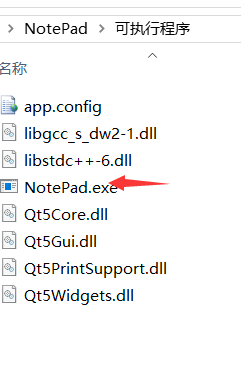 NotePad > 可执行程序
名称
app.config
libgcc_s_dw2-1.dll
libstdc++-6.dll
NotePad.exe
Qt5Core.dll
Qt5Gui.dll
Qt5PrintSupport.dll
Qt5Widgets.dll